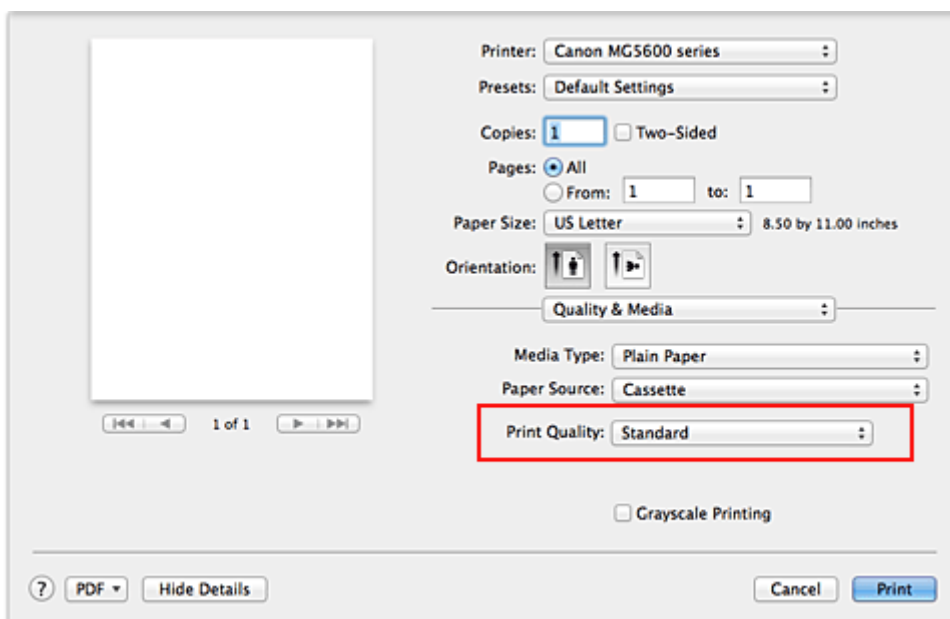 Printer: Canon MG5600 series
Presets: Default Settings
Copies: 1 Two-Sided
Pages: All
From: 1 to: 1
Paper Size: US Letter 8.50 by 11.00 inches
Orientation:
Quality & Media
Media Type: Plain Paper
Paper Source: Cassette
1 of 1
Print Quality: Standard
Grayscale Printing
? PDF Hide Details Cancel Print